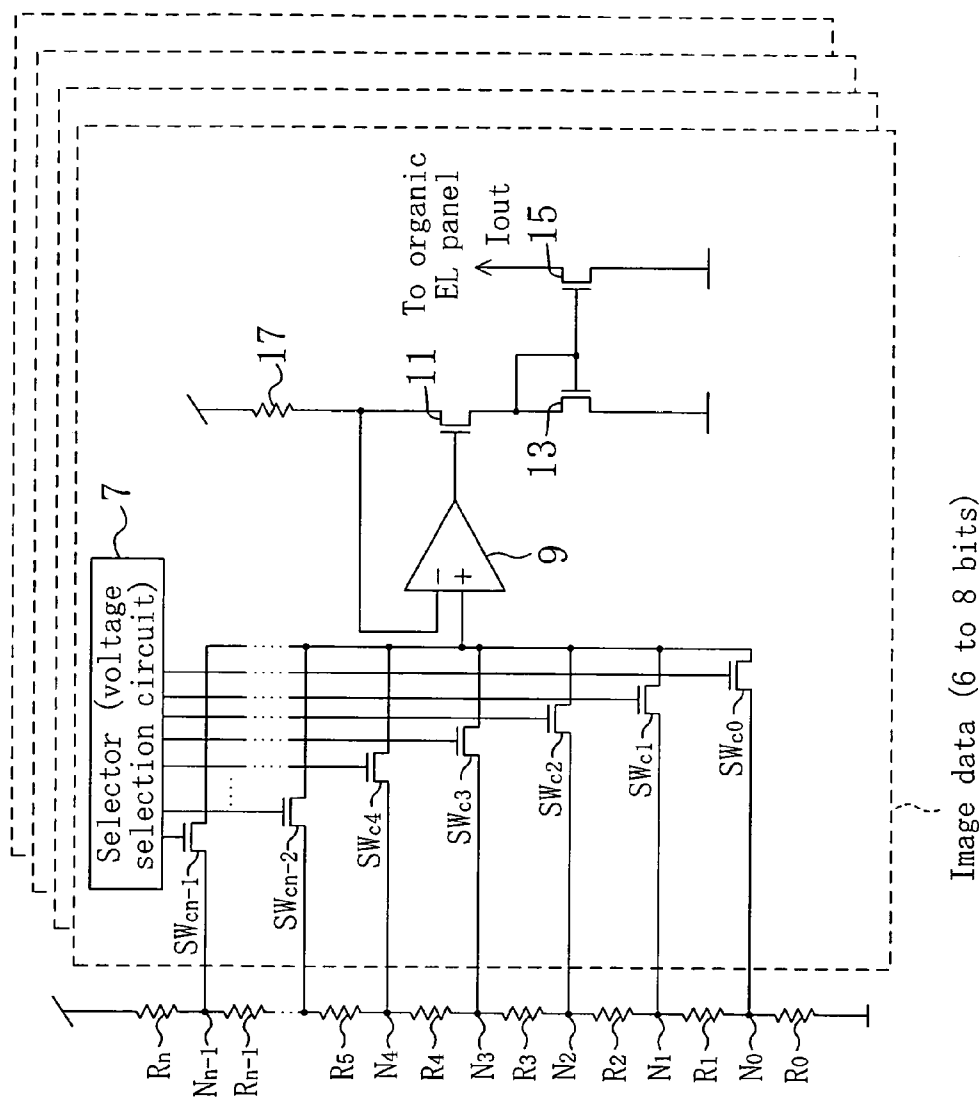 Selector (voltage
selection circuit)
7
17
To organic
EL panel
Iout
11
15
13
9
−
+
SWcn-1
SWcn-2
SWc4
SWc3
SWc2
SWc1
SWc0
Rn
Nn-1
Rn-1
R5
N4
R4
N3
R3
N2
R2
N1
R1
N0
R0
Image data (6 to 8 bits)